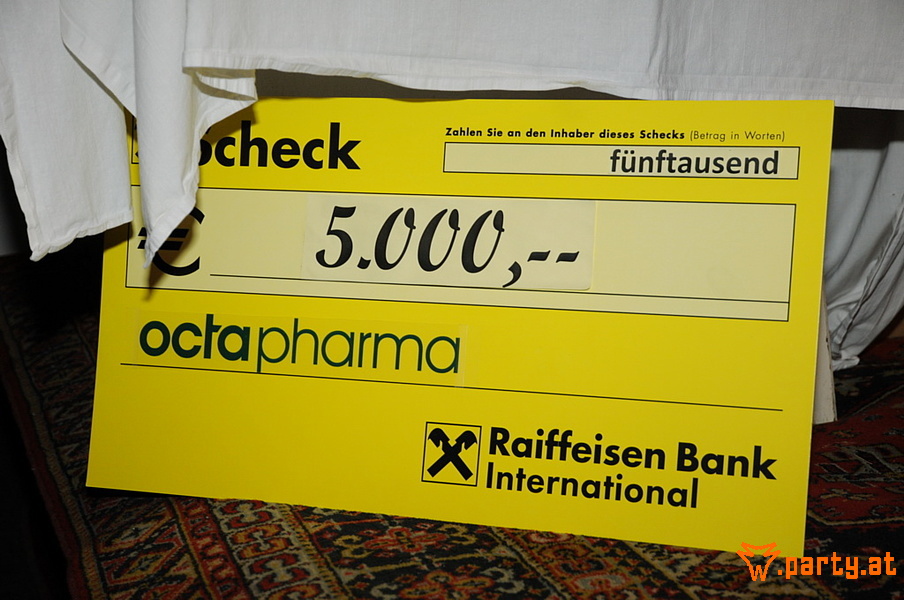 Scheck
Zahlen Sie an den Inhaber dieses Schecks (Betrag in Worten)
fünftausend
€ 5.000,--
octapharma
Raiffeisen Bank
International
W.party.at